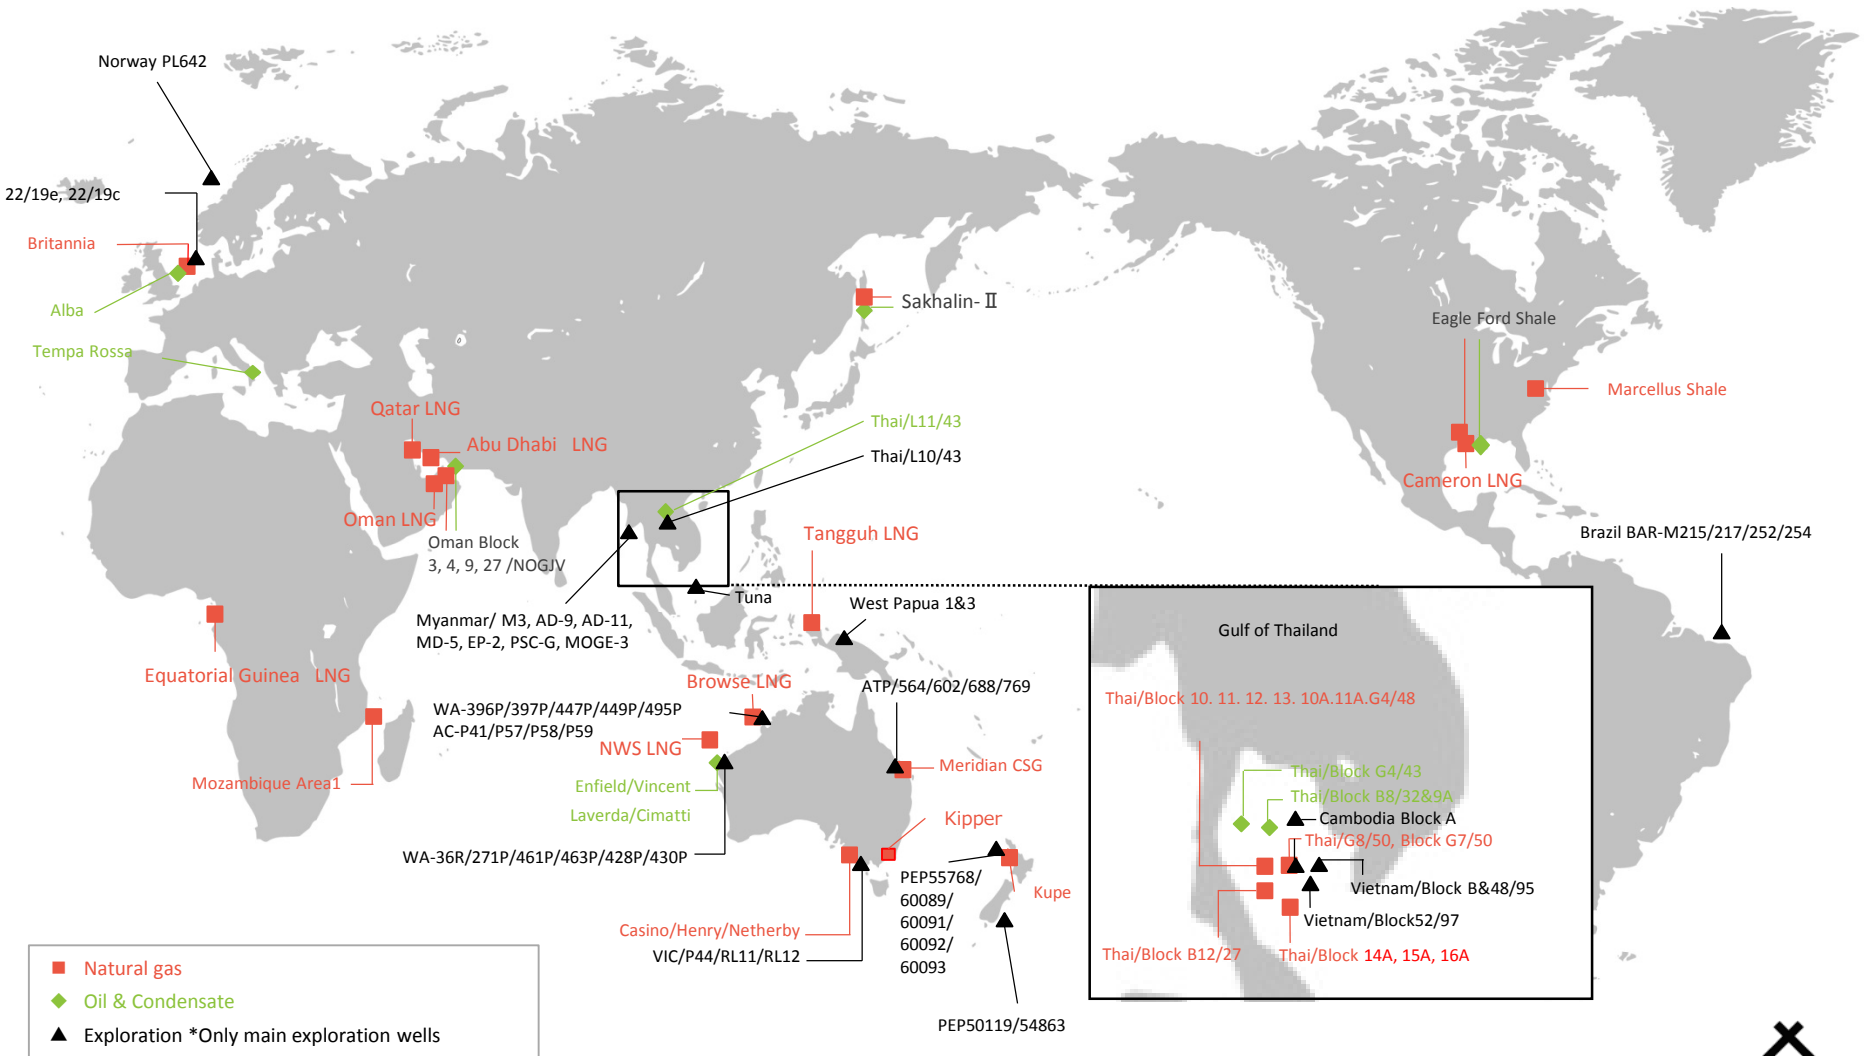 Norway PL642
22/19e, 22/19c
Britannia
Alba
Tempa Rossa
Sakhalin-Ⅱ
Eagle Ford Shale
Marcellus Shale
Cameron LNG
Qatar LNG
Abu Dhabi LNG
Oman LNG
Oman Block
3, 4, 9, 27 /NOGJV
Thai/L11/43
Thai/L10/43
Tangguh LNG
Brazil BAR-M215/217/252/254
Tuna
West Papua 1&3
Myanmar/ M3, AD-9, AD-11,
MD-5, EP-2, PSC-G, MOGE-3
Equatorial Guinea LNG
Mozambique Area1
Browse LNG
ATP/564/602/688/769
WA-396P/397P/447P/449P/495P
AC-P41/P57/P58/P59
NWS LNG
Meridian CSG
Enfield/Vincent
Laverda/Cimatti
Kipper
WA-36R/271P/461P/463P/428P/430P
PEP55768/
60089/
60091/
60092/
60093
Kupe
Casino/Henry/Netherby
VIC/P44/RL11/RL12
PEP50119/54863
Gulf of Thailand
Thai/Block 10. 11. 12. 13. 10A.11A.G4/48
Thai/Block G4/43
Thai/Block B8/32&9A
Cambodia Block A
Thai/G8/50, Block G7/50
Vietnam/Block B&48/95
Vietnam/Block52/97
Thai/Block B12/27
Thai/Block 14A, 15A, 16A
Natural gas
Oil & Condensate
Exploration *Only main exploration wells